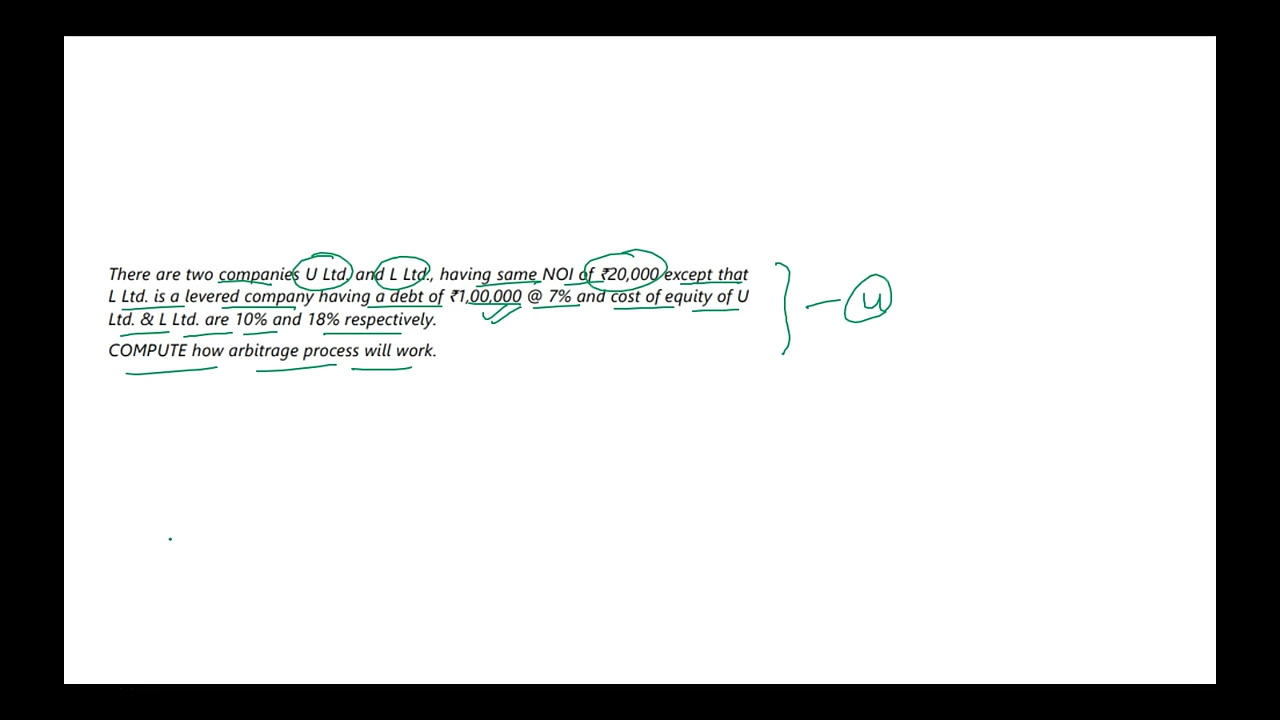 There are two companies U Ltd. and L Ltd., having same NOI of ₹20,000 except that
L Ltd. is a levered company having a debt of ₹1,00,000 @ 7% and cost of equity of U
Ltd. & L Ltd. are 10% and 18% respectively.
COMPUTE how arbitrage process will work.
u